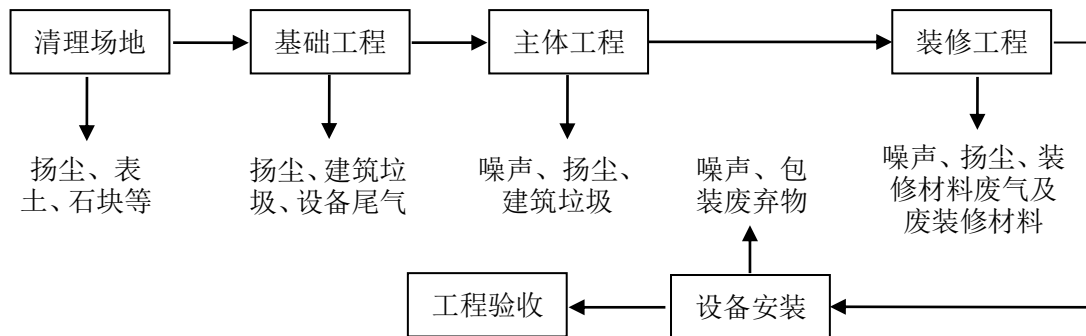 清理场地
基础工程
主体工程
装修工程
扬尘、表
土、石块等
扬尘、建筑垃
圾、设备尾气
噪声、扬尘、
建筑垃圾
噪声、包
装废弃物
噪声、扬尘、装
修材料废气及
废装修材料
工程验收
设备安装